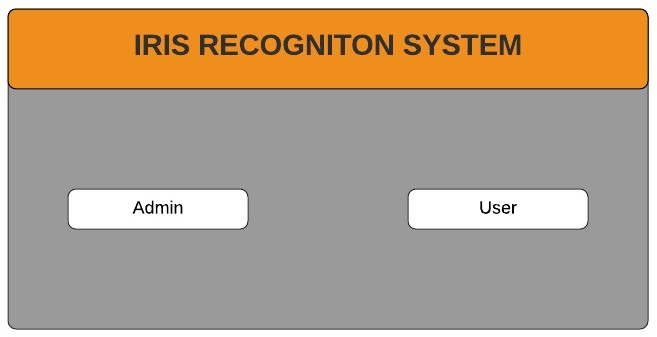 IRIS RECOGNITON SYSTEM
Admin
User